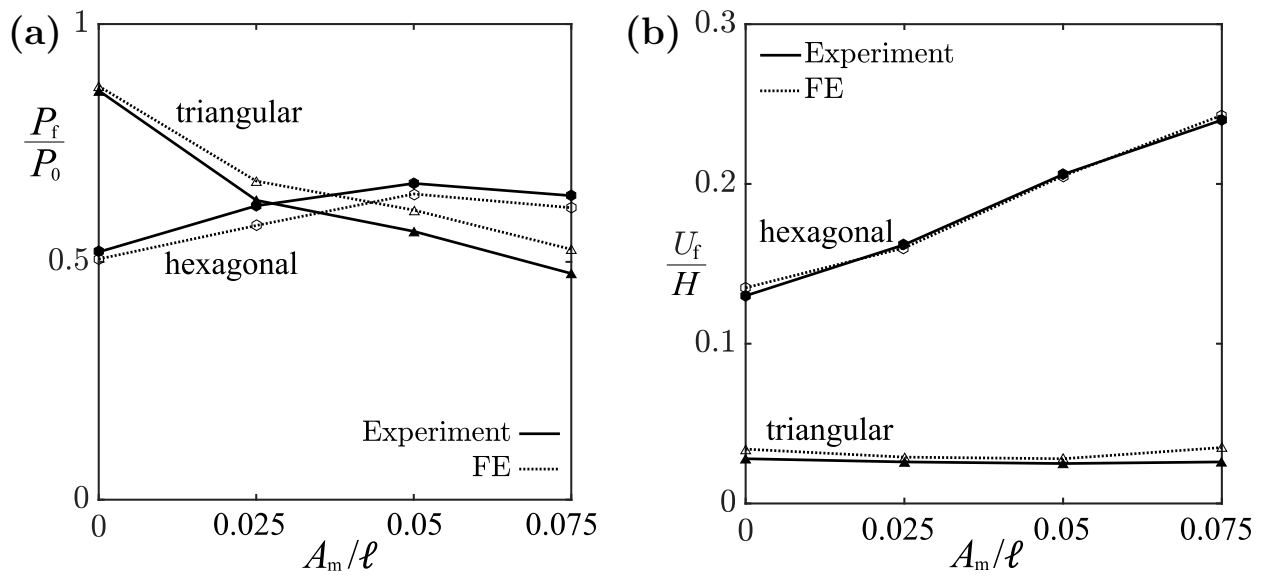 (a)
1
triangular
P_f
P_0
0.5
hexagonal
Experiment
FE
0
0 0.025 0.05 0.075
A_m/ℓ
(b)
0.3
Experiment
FE
0.2
hexagonal
U_f
H
0.1
triangular
0
0 0.025 0.05 0.075
A_m/ℓ